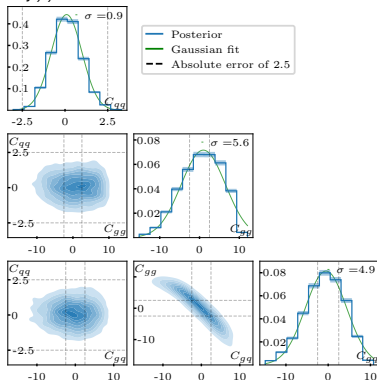 σ =0.9
0.4
0.3
0.2
0.1
C_qq
-2.5 0 2.5
Posterior
Gaussian fit
Absolute error of 2.5
C_qq
2.5
0
-2.5
C_gg
-10 0 10
σ =5.6
0.08
0.06
0.04
0.02
C_gg
-10 0 10
C_qq
2.5
0
-2.5
C_gq
-10 0 10
C_gg
10
0
-10
C_gq
-10 0 10
σ =4.9
0.08
0.06
0.04
0.02
C_gq
-10 0 10